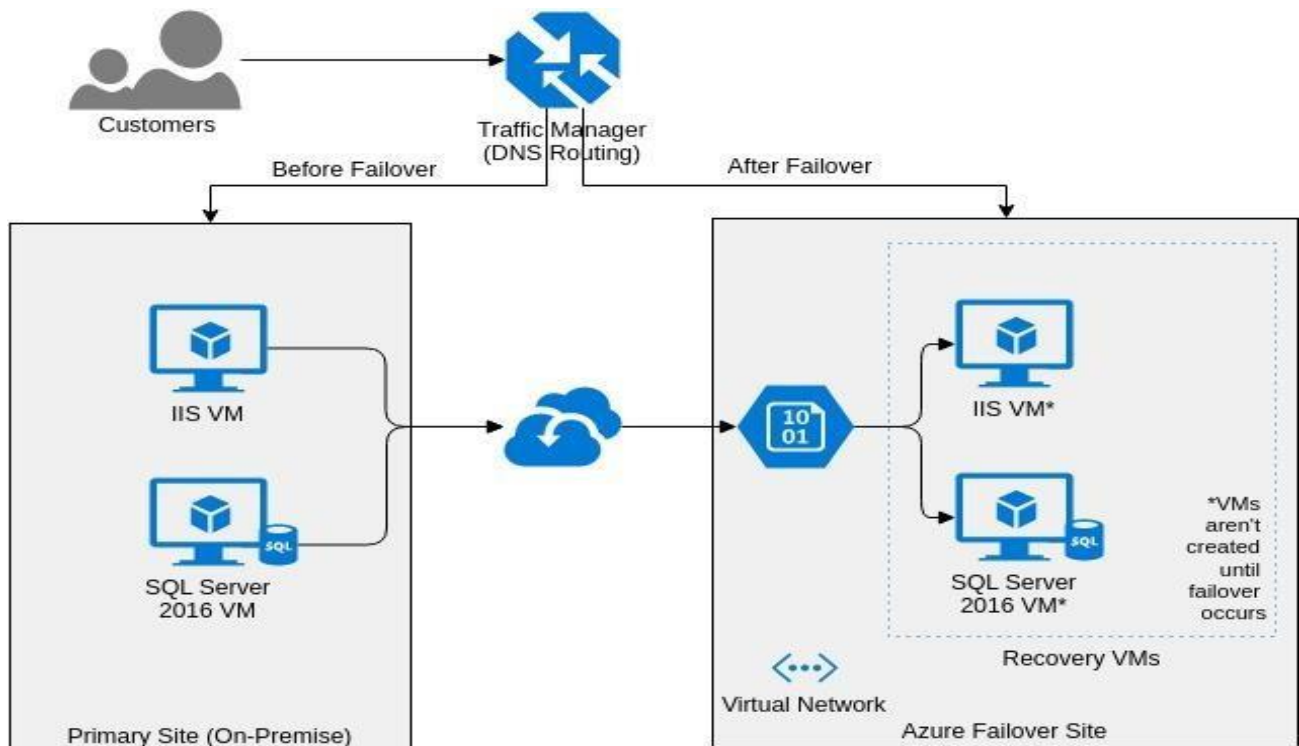 Customers
Traffic Manager
(DNS Routing)
Before Failover
After Failover
IIS VM
SQL
SQL Server
2016 VM
Primary Site (On-Premise)
10
01
IIS VM*
SQL
SQL Server
2016 VM*
*VMs
aren't
created
until
failover
occurs
Recovery VMs
Virtual Network
Azure Failover Site